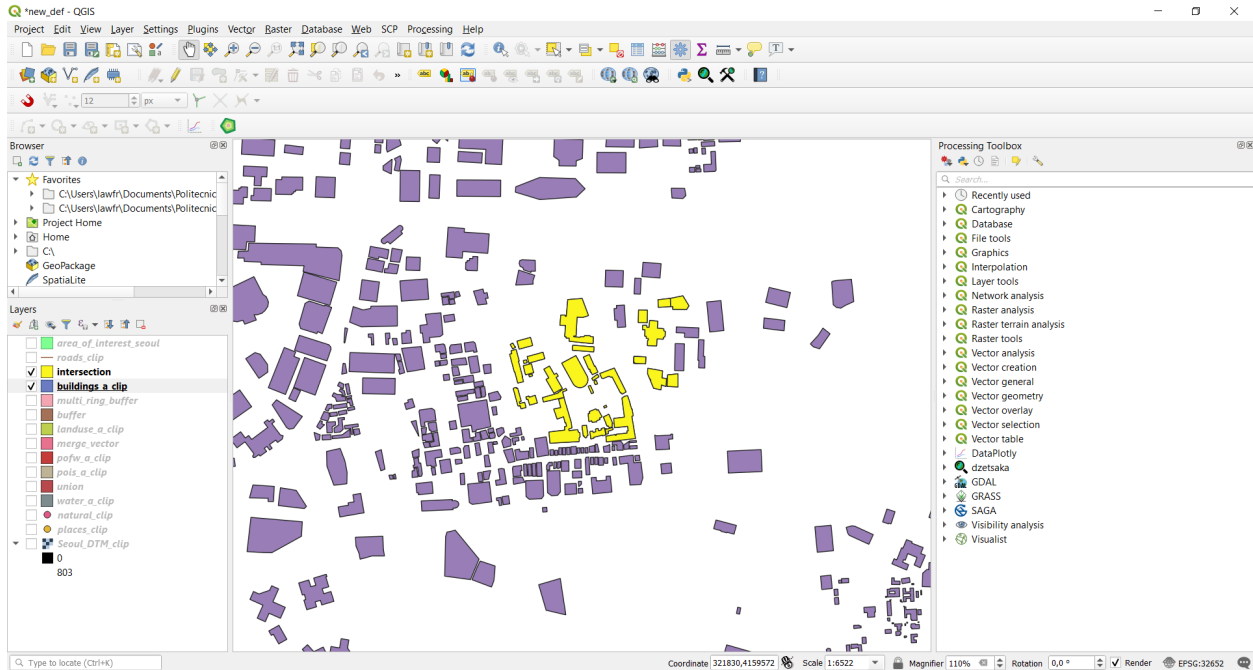 *new_def - QGIS
Project Edit View Layer Settings Plugins Vector Raster Database Web SCP Processing Help
12 px
Browser
Favorites
C:\Users\lawfr\Documents\Politecnic
C:\Users\lawfr\Documents\Politecnic
Project Home
Home
C:\
GeoPackage
SpatiaLite
Layers
area_of_interest_seoul
roads_clip
intersection
buildings_a_clip
multi_ring_buffer
buffer
landuse_a_clip
merge_vector
pofw_a_clip
pois_a_clip
union
water_a_clip
natural_clip
places_clip
Seoul_DTM_clip
0
803
Processing Toolbox
Search...
Recently used
Cartography
Database
File tools
Graphics
Interpolation
Layer tools
Network analysis
Raster analysis
Raster terrain analysis
Raster tools
Vector analysis
Vector creation
Vector general
Vector geometry
Vector overlay
Vector selection
Vector table
DataPlotly
dzetsaka
GDAL
GRASS
SAGA
Visibility analysis
Visualist
Type to locate (Ctrl+K)
Coordinate 321830,4159572 Scale 1:6522 Magnifier 110% Rotation 0,0 ° Render EPSG:32652